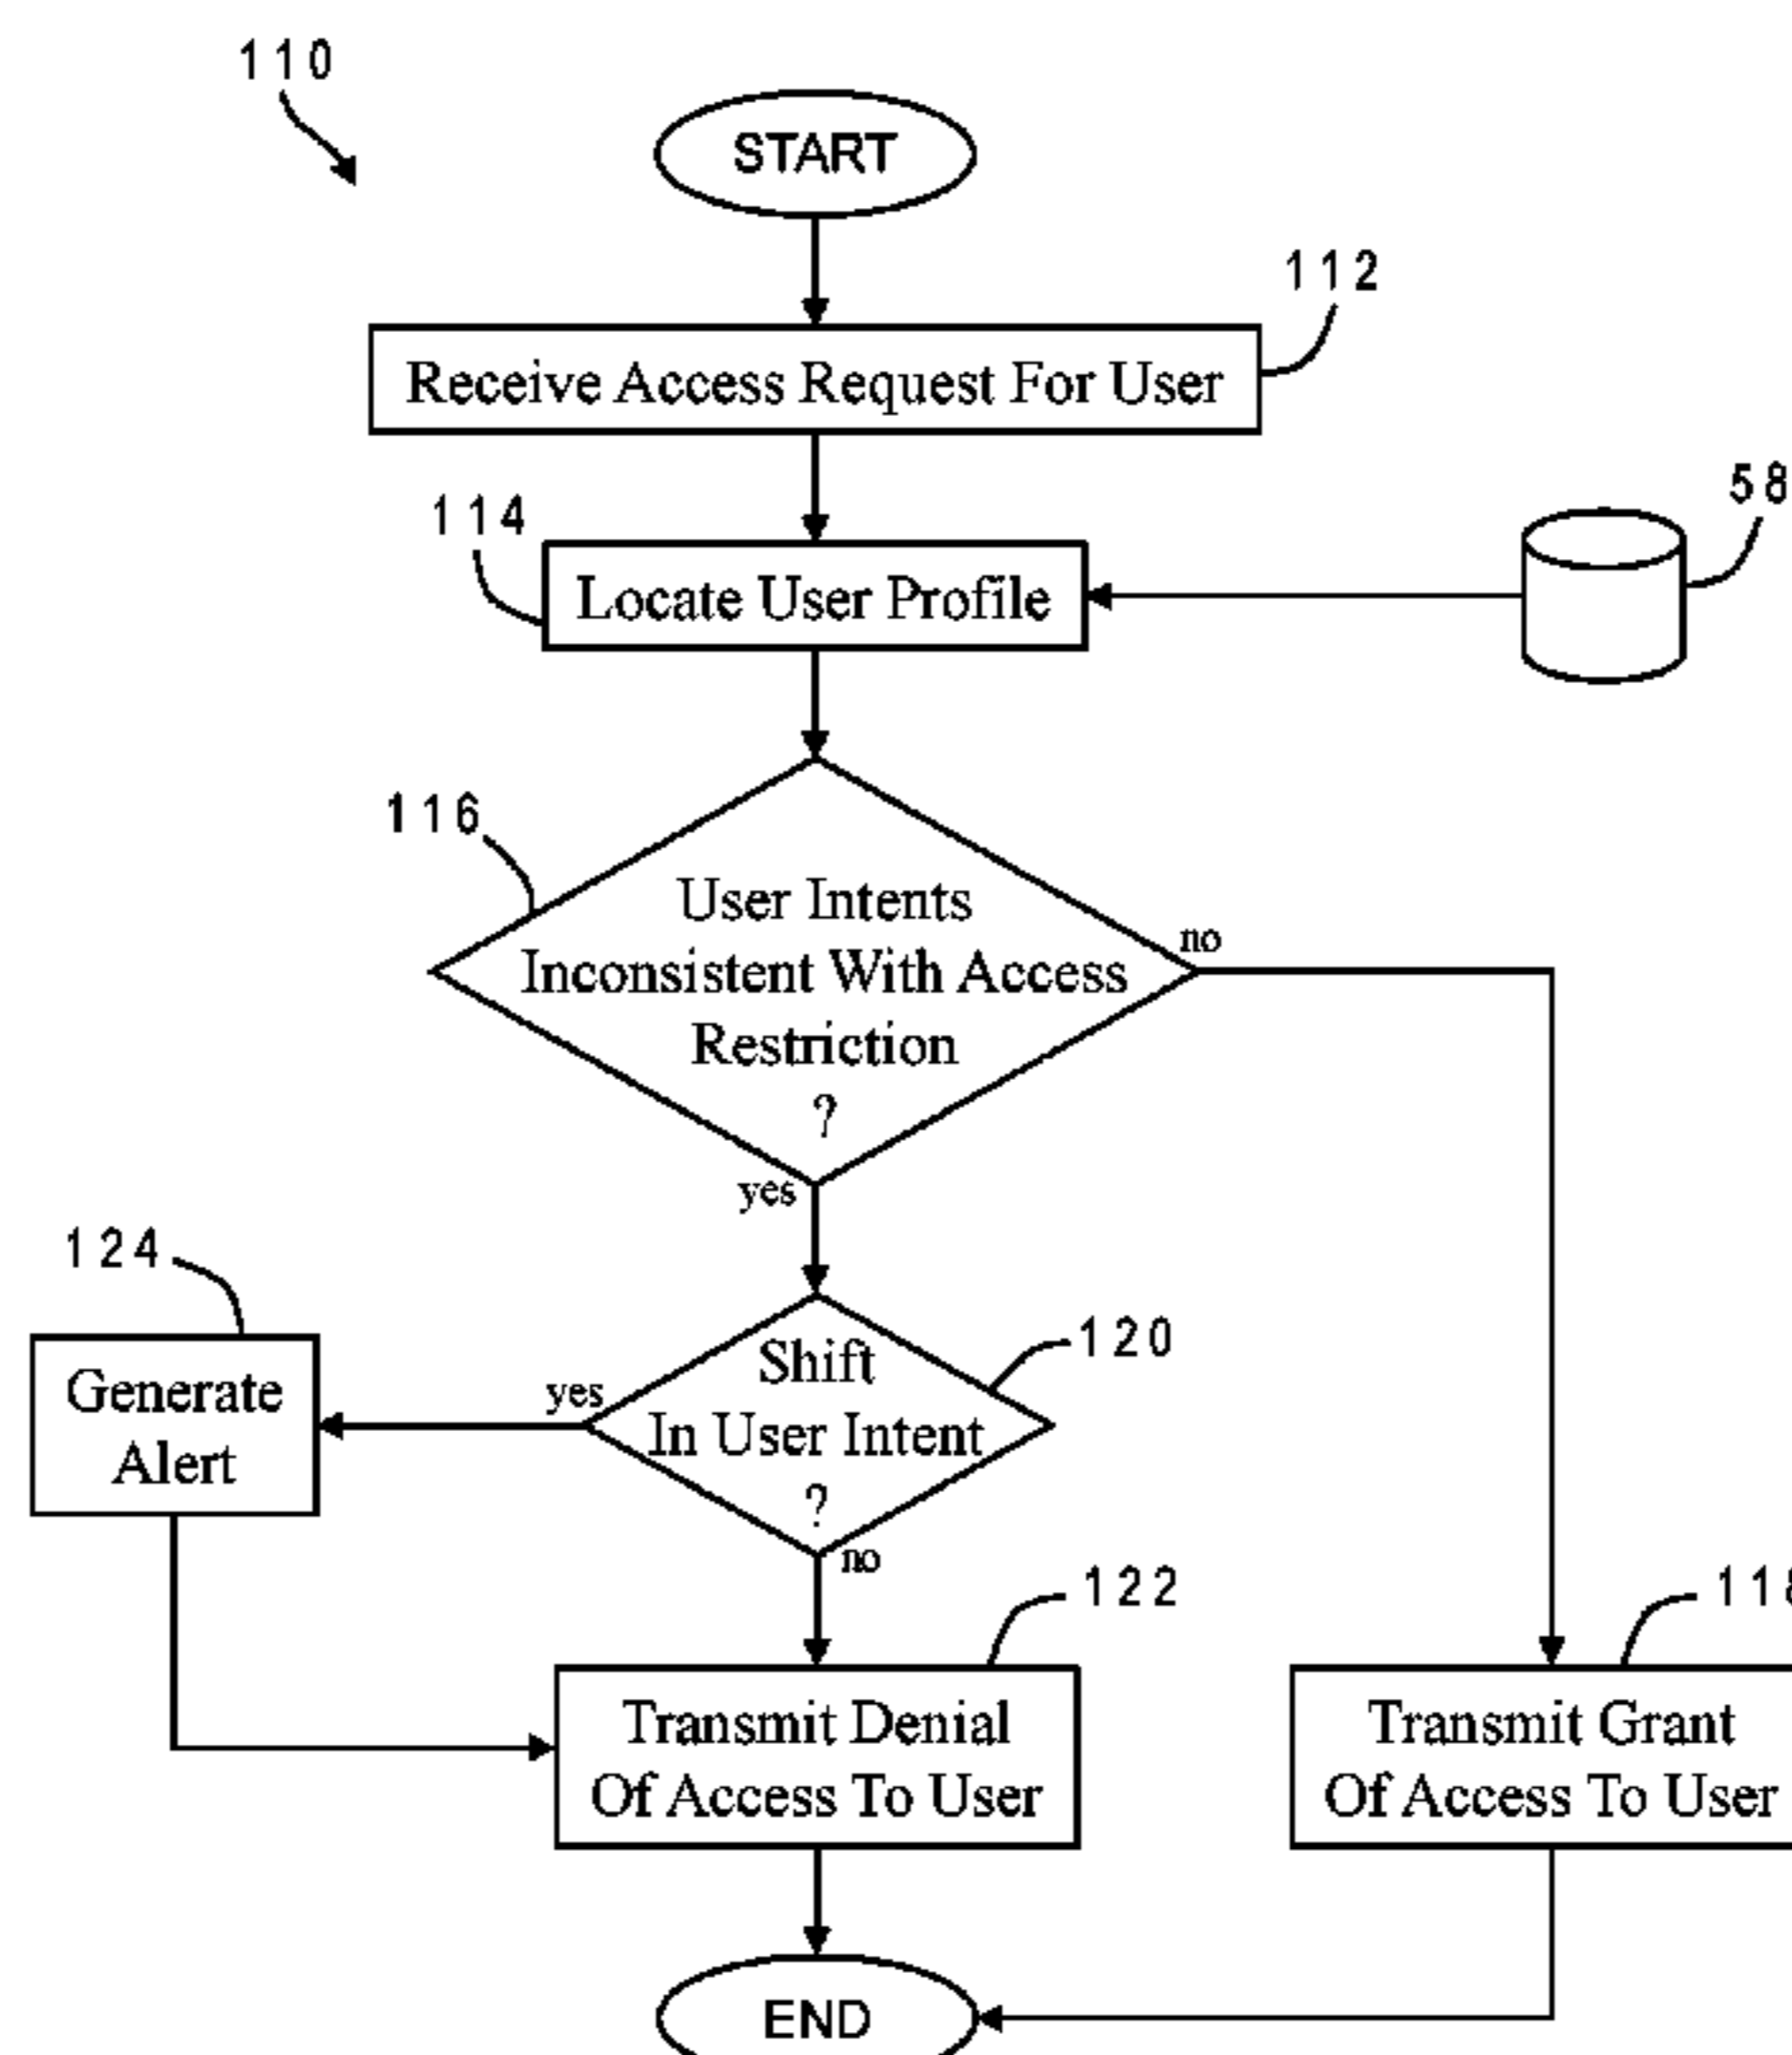 110
START
112
Receive Access Request For User
58
114
Locate User Profile
116
User Intents
Inconsistent With Access
Restriction
?
no
yes
124
Generate
Alert
yes
120
Shift
In User Intent
?
no
122
Transmit Denial
Of Access To User
118
Transmit Grant
Of Access To User
END